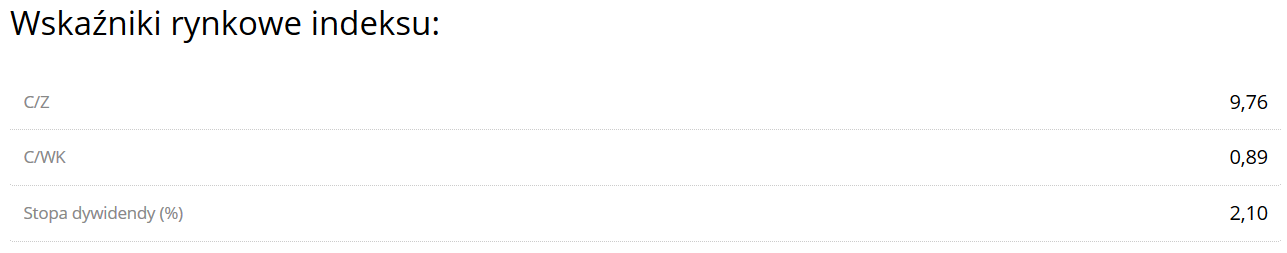 Wskaźniki rynkowe indeksu:
C/Z 9,76
C/WK 0,89
Stopa dywidendy (%) 2,10